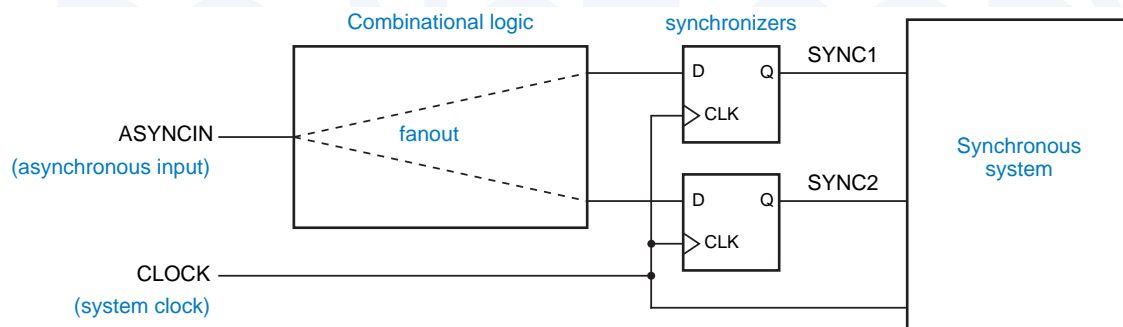 Combinational logic
synchronizers
SYNC1
D
Q
CLK
ASYNCIN
(asynchronous input)
fanout
Synchronous
system
SYNC2
D
Q
CLK
CLOCK
(system clock)